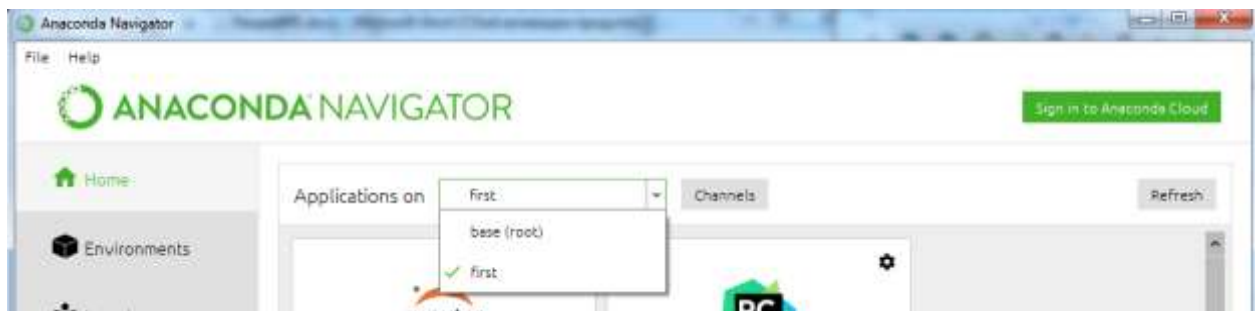 Anaconda Navigator
File Help
ANACONDA NAVIGATOR
Sign in to Anaconda Cloud
Home
Applications on first Channels Refresh
base (root)
Environments
first
PC